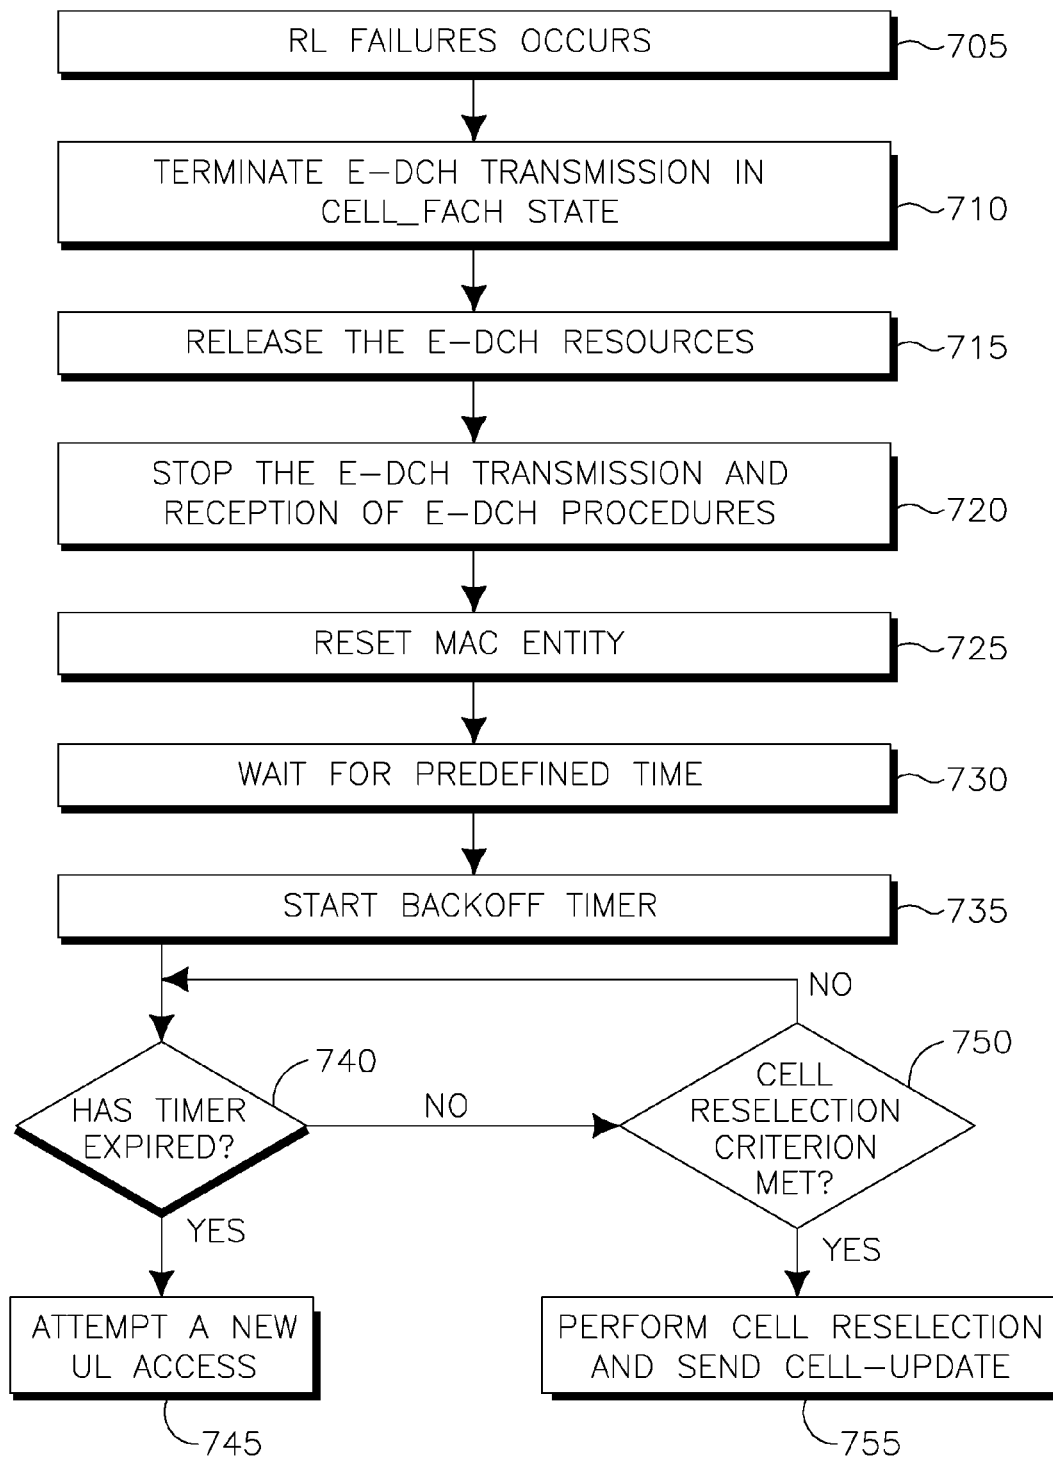 RL FAILURES OCCURS
705
TERMINATE E-DCH TRANSMISSION IN
CELL_FACH STATE
710
RELEASE THE E-DCH RESOURCES
715
STOP THE E-DCH TRANSMISSION AND
RECEPTION OF E-DCH PROCEDURES
720
RESET MAC ENTITY
725
WAIT FOR PREDEFINED TIME
730
START BACKOFF TIMER
735
NO
740
750
HAS TIMER
EXPIRED?
NO
CELL
RESELECTION
CRITERION
MET?
YES
YES
ATTEMPT A NEW
UL ACCESS
745
PERFORM CELL RESELECTION
AND SEND CELL-UPDATE
755